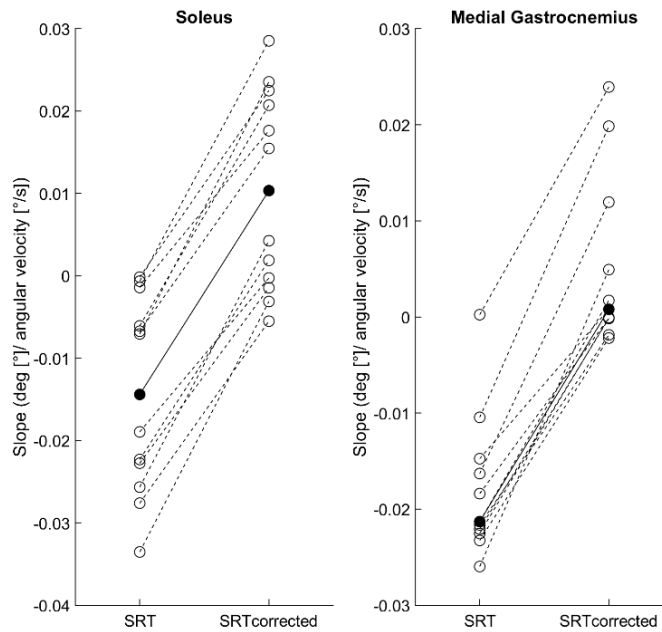 Soleus
Slope (deg [°]/ angular velocity [°/s])
0.03
0.02
0.01
0
-0.01
-0.02
-0.03
-0.04
SRT
SRTcorrected
Medial Gastrocnemius
Slope (deg [°]/ angular velocity [°/s])
0.03
0.02
0.01
0
-0.01
-0.02
-0.03
SRT
SRTcorrected